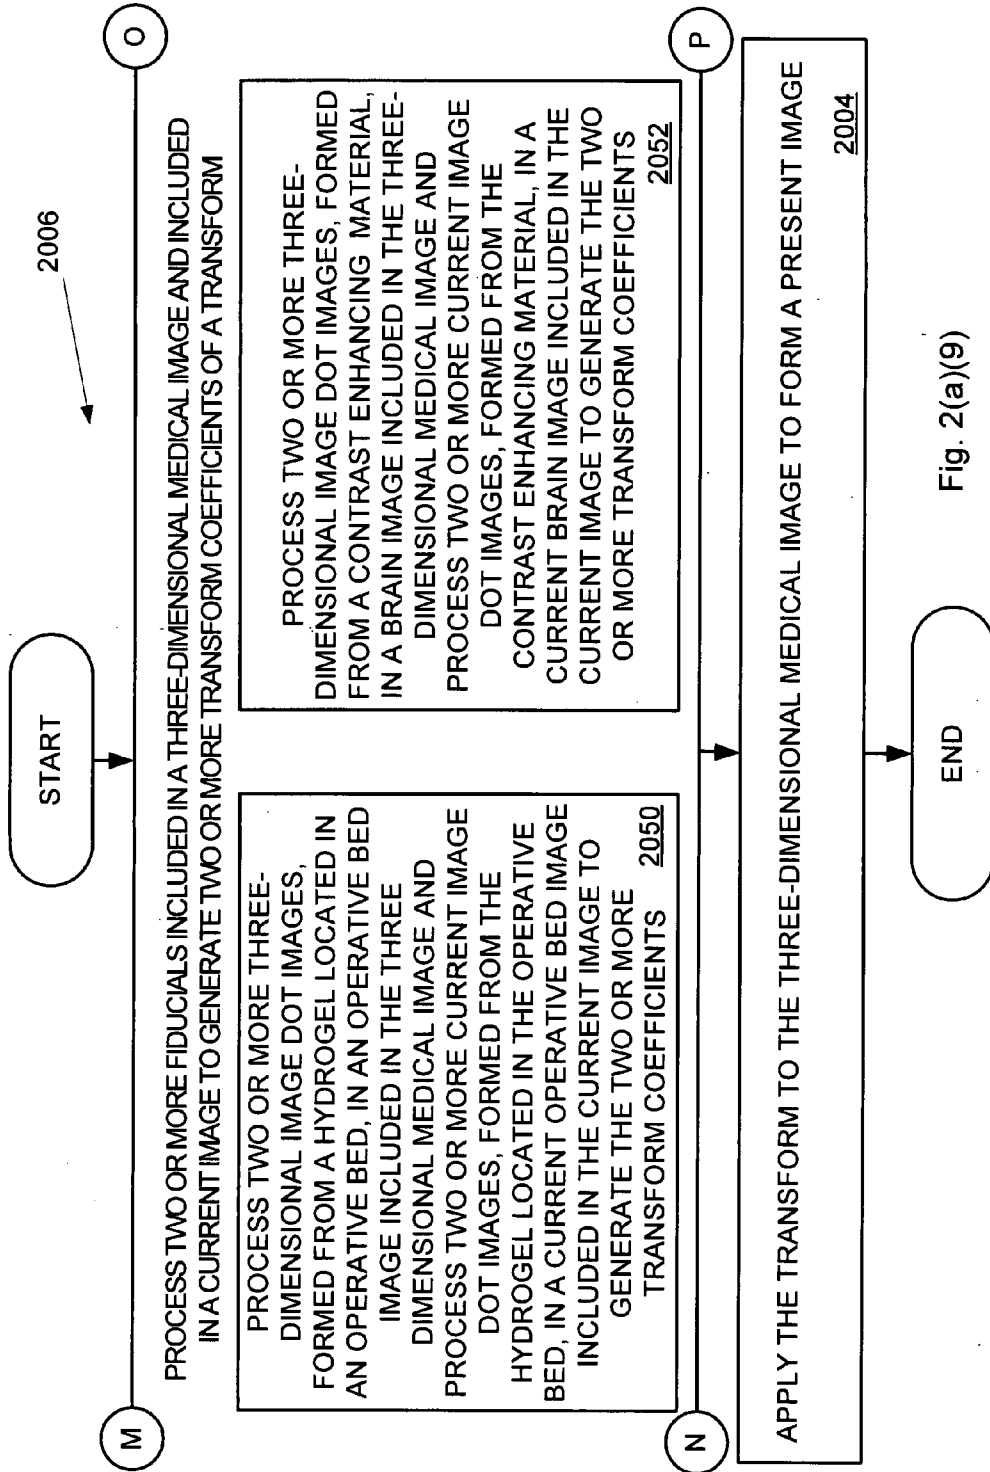 2006
START
M
O
PROCESS TWO OR MORE FIDUCIALS INCLUDED IN A THREE-DIMENSIONAL MEDICAL IMAGE AND INCLUDED
IN A CURRENT IMAGE TO GENERATE TWO OR MORE TRANSFORM COEFFICIENTS OF A TRANSFORM
PROCESS TWO OR MORE THREE-
DIMENSIONAL IMAGE DOT IMAGES,
FORMED FROM A HYDROGEL LOCATED IN
AN OPERATIVE BED, IN AN OPERATIVE BED
IMAGE INCLUDED IN THE THREE
DIMENSIONAL MEDICAL IMAGE AND
PROCESS TWO OR MORE CURRENT IMAGE
DOT IMAGES, FORMED FROM THE
HYDROGEL LOCATED IN THE OPERATIVE
BED, IN A CURRENT OPERATIVE BED IMAGE
INCLUDED IN THE CURRENT IMAGE TO
GENERATE THE TWO OR MORE
TRANSFORM COEFFICIENTS
2050
PROCESS TWO OR MORE THREE-
DIMENSIONAL IMAGE DOT IMAGES, FORMED
FROM A CONTRAST ENHANCING MATERIAL,
IN A BRAIN IMAGE INCLUDED IN THE THREE-
DIMENSIONAL MEDICAL IMAGE AND
PROCESS TWO OR MORE CURRENT IMAGE
DOT IMAGES, FORMED FROM THE
CONTRAST ENHANCING MATERIAL, IN A
CURRENT BRAIN IMAGE INCLUDED IN THE
CURRENT IMAGE TO GENERATE THE TWO
OR MORE TRANSFORM COEFFICIENTS
2052
N
P
APPLY THE TRANSFORM TO THE THREE-DIMENSIONAL MEDICAL IMAGE TO FORM A PRESENT IMAGE
2004
END
Fig. 2(a)(9)